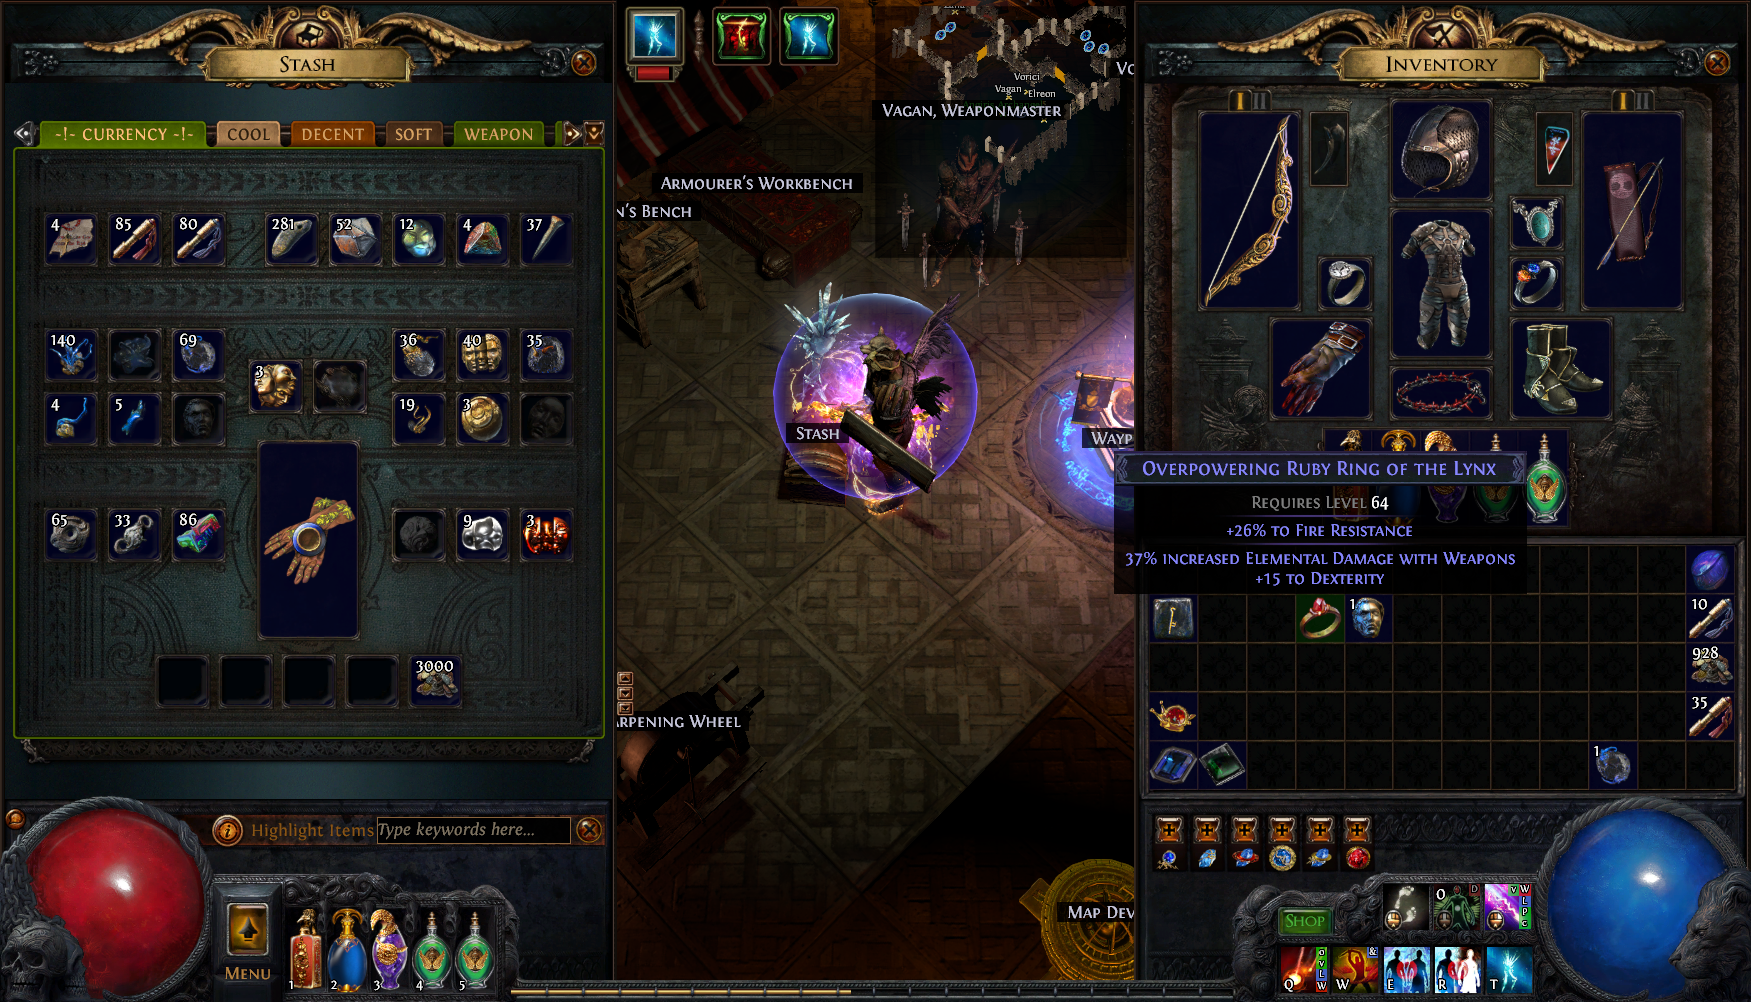 STASH
-!- CURRENCY -!-
COOL
DECENT
SOFT
WEAPON
4
85
80
281
52
12
4
37
140
69
36
40
35
3
4
5
19
3
65
33
86
9
3
3000
Highlight Items
Type keywords here...
MENU
1
2
3
4
5
Vorici
Vagan
Elreon
VAGAN, WEAPONMASTER
ARMOURER'S WORKBENCH
N'S BENCH
STASH
WAYP
ARPENING WHEEL
MAP DEV
INVENTORY
I II
I II
OVERPOWERING RUBY RING OF THE LYNX
REQUIRES LEVEL 64
+26% TO FIRE RESISTANCE
37% INCREASED ELEMENTAL DAMAGE WITH WEAPONS
+15 TO DEXTERITY
1
10
928
35
1
SHOP
O
D
V
W
L
P
C
Q
O
V
L
W
W
&
E
R
T